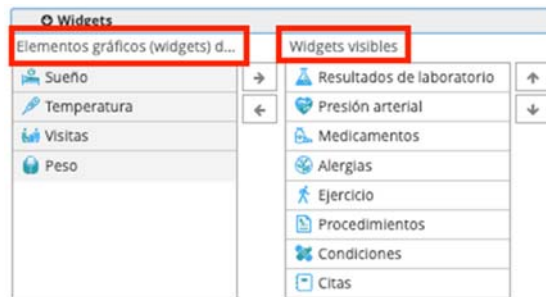 Widgets
Elementos gráficos (widgets) d...
Widgets visibles
Sueño
Temperatura
Visitas
Peso
Resultados de laboratorio
Presión arterial
Medicamentos
Alergias
Ejercicio
Procedimientos
Condiciones
Citas